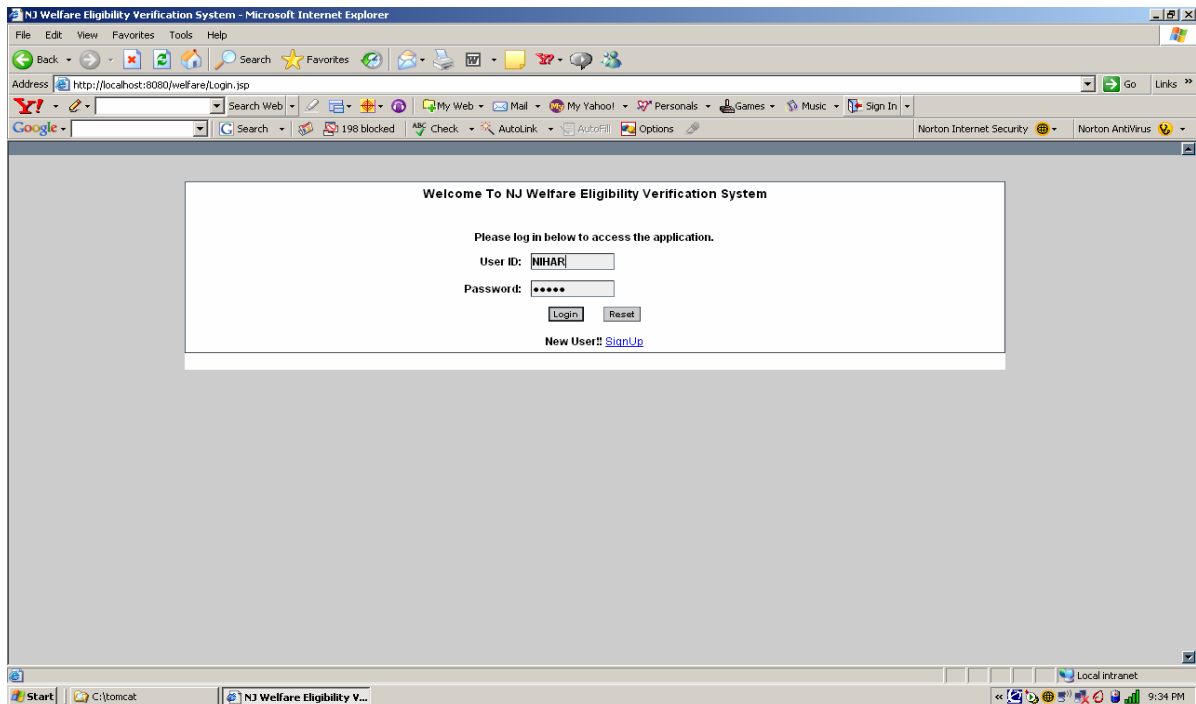 NJ Welfare Eligibility Verification System - Microsoft Internet Explorer
File Edit View Favorites Tools Help
Back Search Favorites
Address http://localhost:8080/welfare/Login.jsp Go Links »
Y! Search Web My Web Mail My Yahoo! Personals Games Music Sign In
Google Search 198 blocked ABC Check AutoLink AutoFill Options Norton Internet Security Norton AntiVirus
Welcome To NJ Welfare Eligibility Verification System
Please log in below to access the application.
User ID: NIHAR
Password: •••••
Login Reset
New User!! SignUp
Local intranet
Start C:\tomcat NJ Welfare Eligibility V... « 9:34 PM